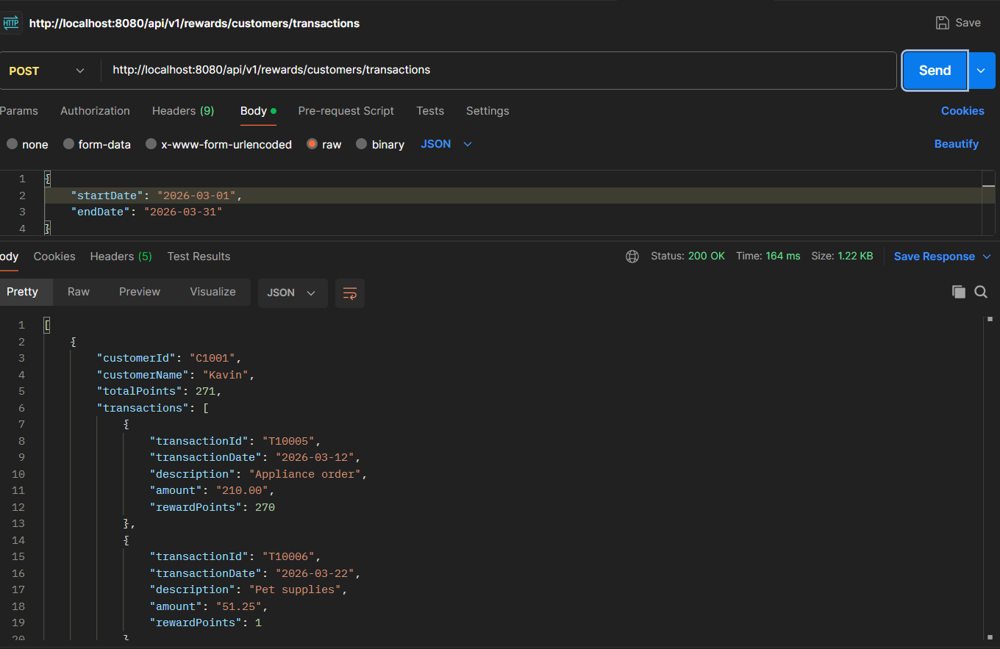 HTTP http://localhost:8080/api/v1/rewards/customers/transactions Save
POST http://localhost:8080/api/v1/rewards/customers/transactions Send
Params Authorization Headers (9) Body Pre-request Script Tests Settings Cookies
none form-data x-www-form-urlencoded raw binary JSON Beautify
1 {
2 "startDate": "2026-03-01",
3 "endDate": "2026-03-31"
4 }
ody Cookies Headers (5) Test Results Status: 200 OK Time: 164 ms Size: 1.22 KB Save Response
Pretty Raw Preview Visualize JSON
1 [
2 {
3 "customerId": "C1001",
4 "customerName": "Kavin",
5 "totalPoints": 271,
6 "transactions": [
7 {
8 "transactionId": "T10005",
9 "transactionDate": "2026-03-12",
10 "description": "Appliance order",
11 "amount": "210.00",
12 "rewardPoints": 270
13 },
14 {
15 "transactionId": "T10006",
16 "transactionDate": "2026-03-22",
17 "description": "Pet supplies",
18 "amount": "51.25",
19 "rewardPoints": 1
20 }